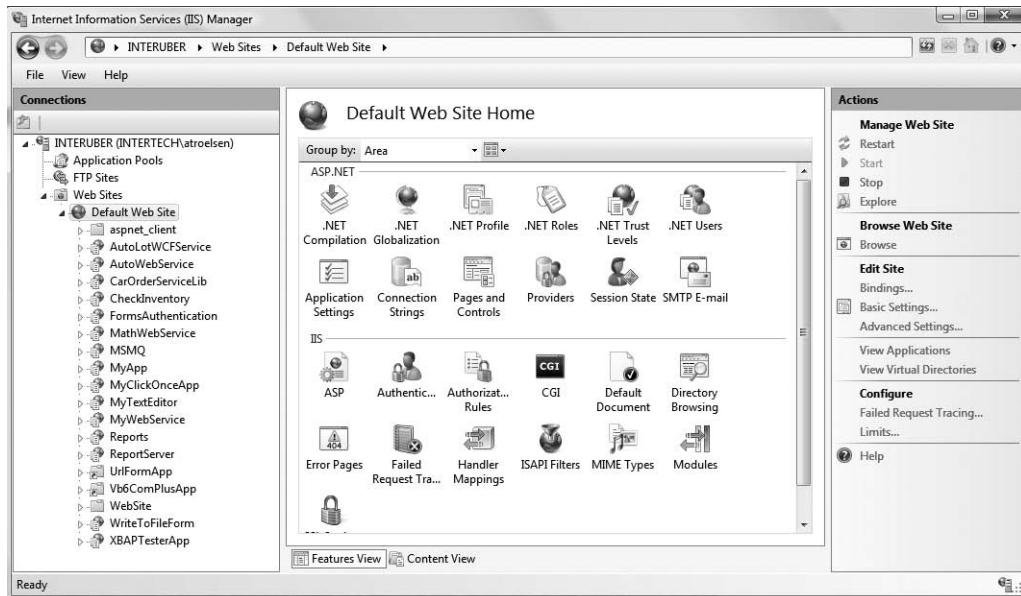 Internet Information Services (IIS) Manager
INTERUBER Web Sites Default Web Site
File View Help
Connections
INTERUBER (INTERTECH\atroelsen)
Application Pools
FTP Sites
Web Sites
Default Web Site
aspnet_client
AutoLotWCFService
AutoWebService
CarOrderServiceLib
CheckInventory
FormsAuthentication
MathWebService
MSMQ
MyApp
MyClickOnceApp
MyTextEditor
MyWebService
Reports
ReportServer
UrlFormApp
Vb6ComPlusApp
WebSite
WriteToFileForm
XBAPTesterApp
Default Web Site Home
Group by: Area
ASP.NET
.NET Compilation
.NET Globalization
.NET Profile
.NET Roles
.NET Trust Levels
.NET Users
Application Settings
Connection Strings
ab
Pages and Controls
Providers
Session State
SMTP E-mail
IIS
ASP
Authentic...
Authorizat... Rules
CGI
CGI
Default Document
Directory Browsing
404
Error Pages
Failed Request Tra...
Handler Mappings
ISAPI Filters
MIME Types
Modules
Features View
Content View
Actions
Manage Web Site
Restart
Start
Stop
Explore
Browse Web Site
Browse
Edit Site
Bindings...
Basic Settings...
Advanced Settings...
View Applications
View Virtual Directories
Configure
Failed Request Tracing...
Limits...
Help
Ready